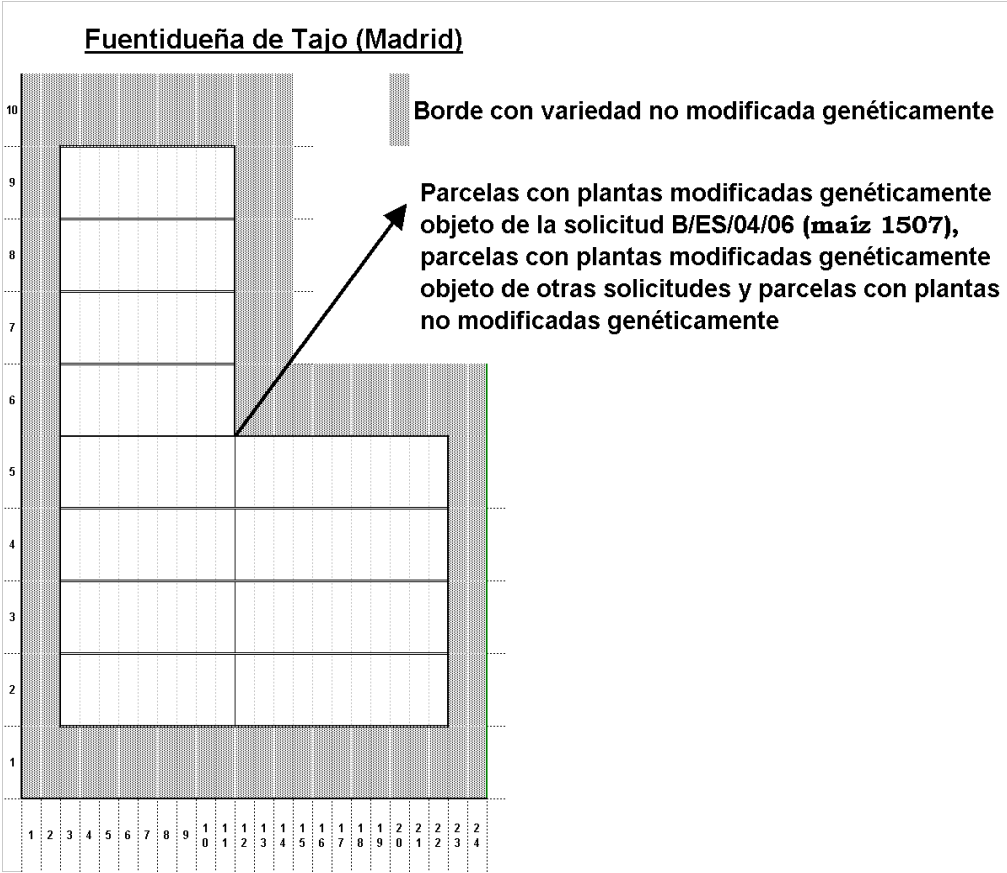 Fuentidueña de Tajo (Madrid)
Borde con variedad no modificada genéticamente
Parcelas con plantas modificadas genéticamente
objeto de la solicitud B/ES/04/06 (maíz 1507),
parcelas con plantas modificadas genéticamente
objeto de otras solicitudes y parcelas con plantas
no modificadas genéticamente
10
9
8
7
6
5
4
3
2
1
1 2 3 4 5 6 7 8 9 10 11 12 13 14 15 16 17 18 19 20 21 22 23 24